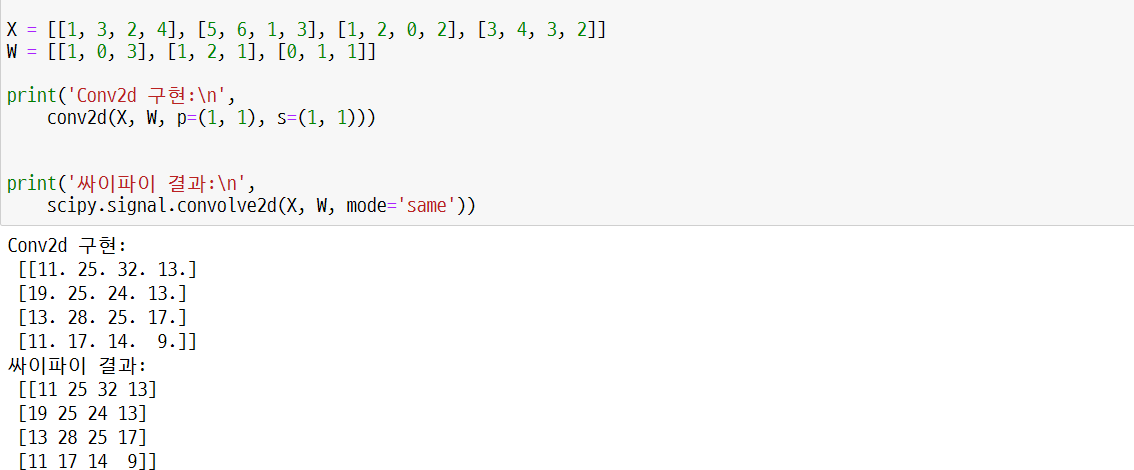 X = [[1, 3, 2, 4], [5, 6, 1, 3], [1, 2, 0, 2], [3, 4, 3, 2]]
W = [[1, 0, 3], [1, 2, 1], [0, 1, 1]]
print('Conv2d 구현:\n',
conv2d(X, W, p=(1, 1), s=(1, 1)))
print('싸이파이 결과:\n',
scipy.signal.convolve2d(X, W, mode='same'))
Conv2d 구현:
[[11. 25. 32. 13.]
[19. 25. 24. 13.]
[13. 28. 25. 17.]
[11. 17. 14.  9.]]
싸이파이 결과:
[[11 25 32 13]
[19 25 24 13]
[13 28 25 17]
[11 17 14  9]]